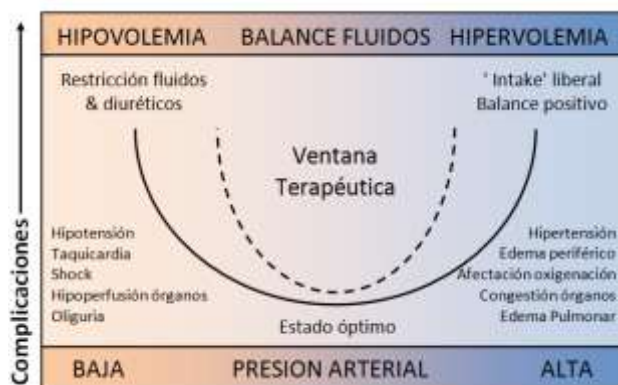 HIPOVOLEMIA BALANCE FLUIDOS HIPERVOLEMIA
Restricción fluidos
& diuréticos
' Intake' liberal
Balance positivo
Ventana
Terapéutica
Hipotensión
Taquicardia
Shock
Hipoperfusión órganos
Oliguria
Hipertensión
Edema periférico
Afectación oxigenación
Congestión órganos
Edema Pulmonar
Estado óptimo
BAJA PRESION ARTERIAL ALTA
Complicaciones